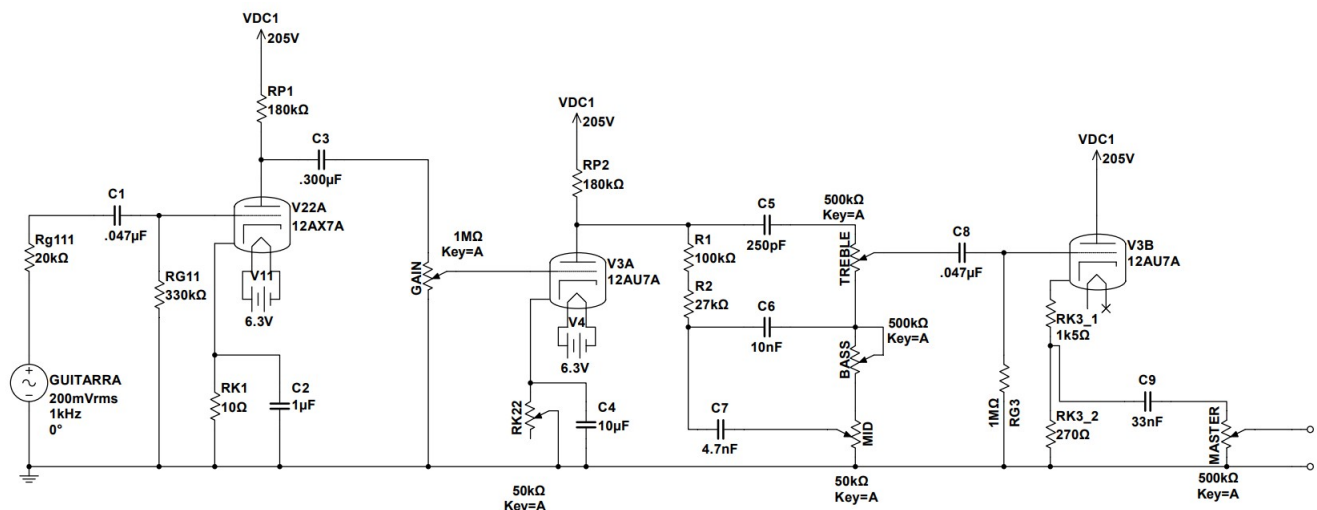 VDC1
205V
RP1
180kΩ
C3
.300µF
C1
.047µF
Rg111
20kΩ
RG11
330kΩ
V22A
12AX7A
V11
6.3V
GUITARRA
200mVrms
1kHz
0°
RK1
10Ω
C2
1µF
1MΩ
Key=A
GAIN
VDC1
205V
RP2
180kΩ
V3A
12AU7A
V4
6.3V
RK22
50kΩ
Key=A
C4
10µF
R1
100kΩ
R2
27kΩ
C5
250pF
C6
10nF
C7
4.7nF
500kΩ
Key=A
TREBLE
500kΩ
Key=A
BASS
MID
50kΩ
Key=A
C8
.047µF
1MΩ
RG3
VDC1
205V
V3B
12AU7A
RK3_1
1k5Ω
RK3_2
270Ω
C9
33nF
MASTER
500kΩ
Key=A